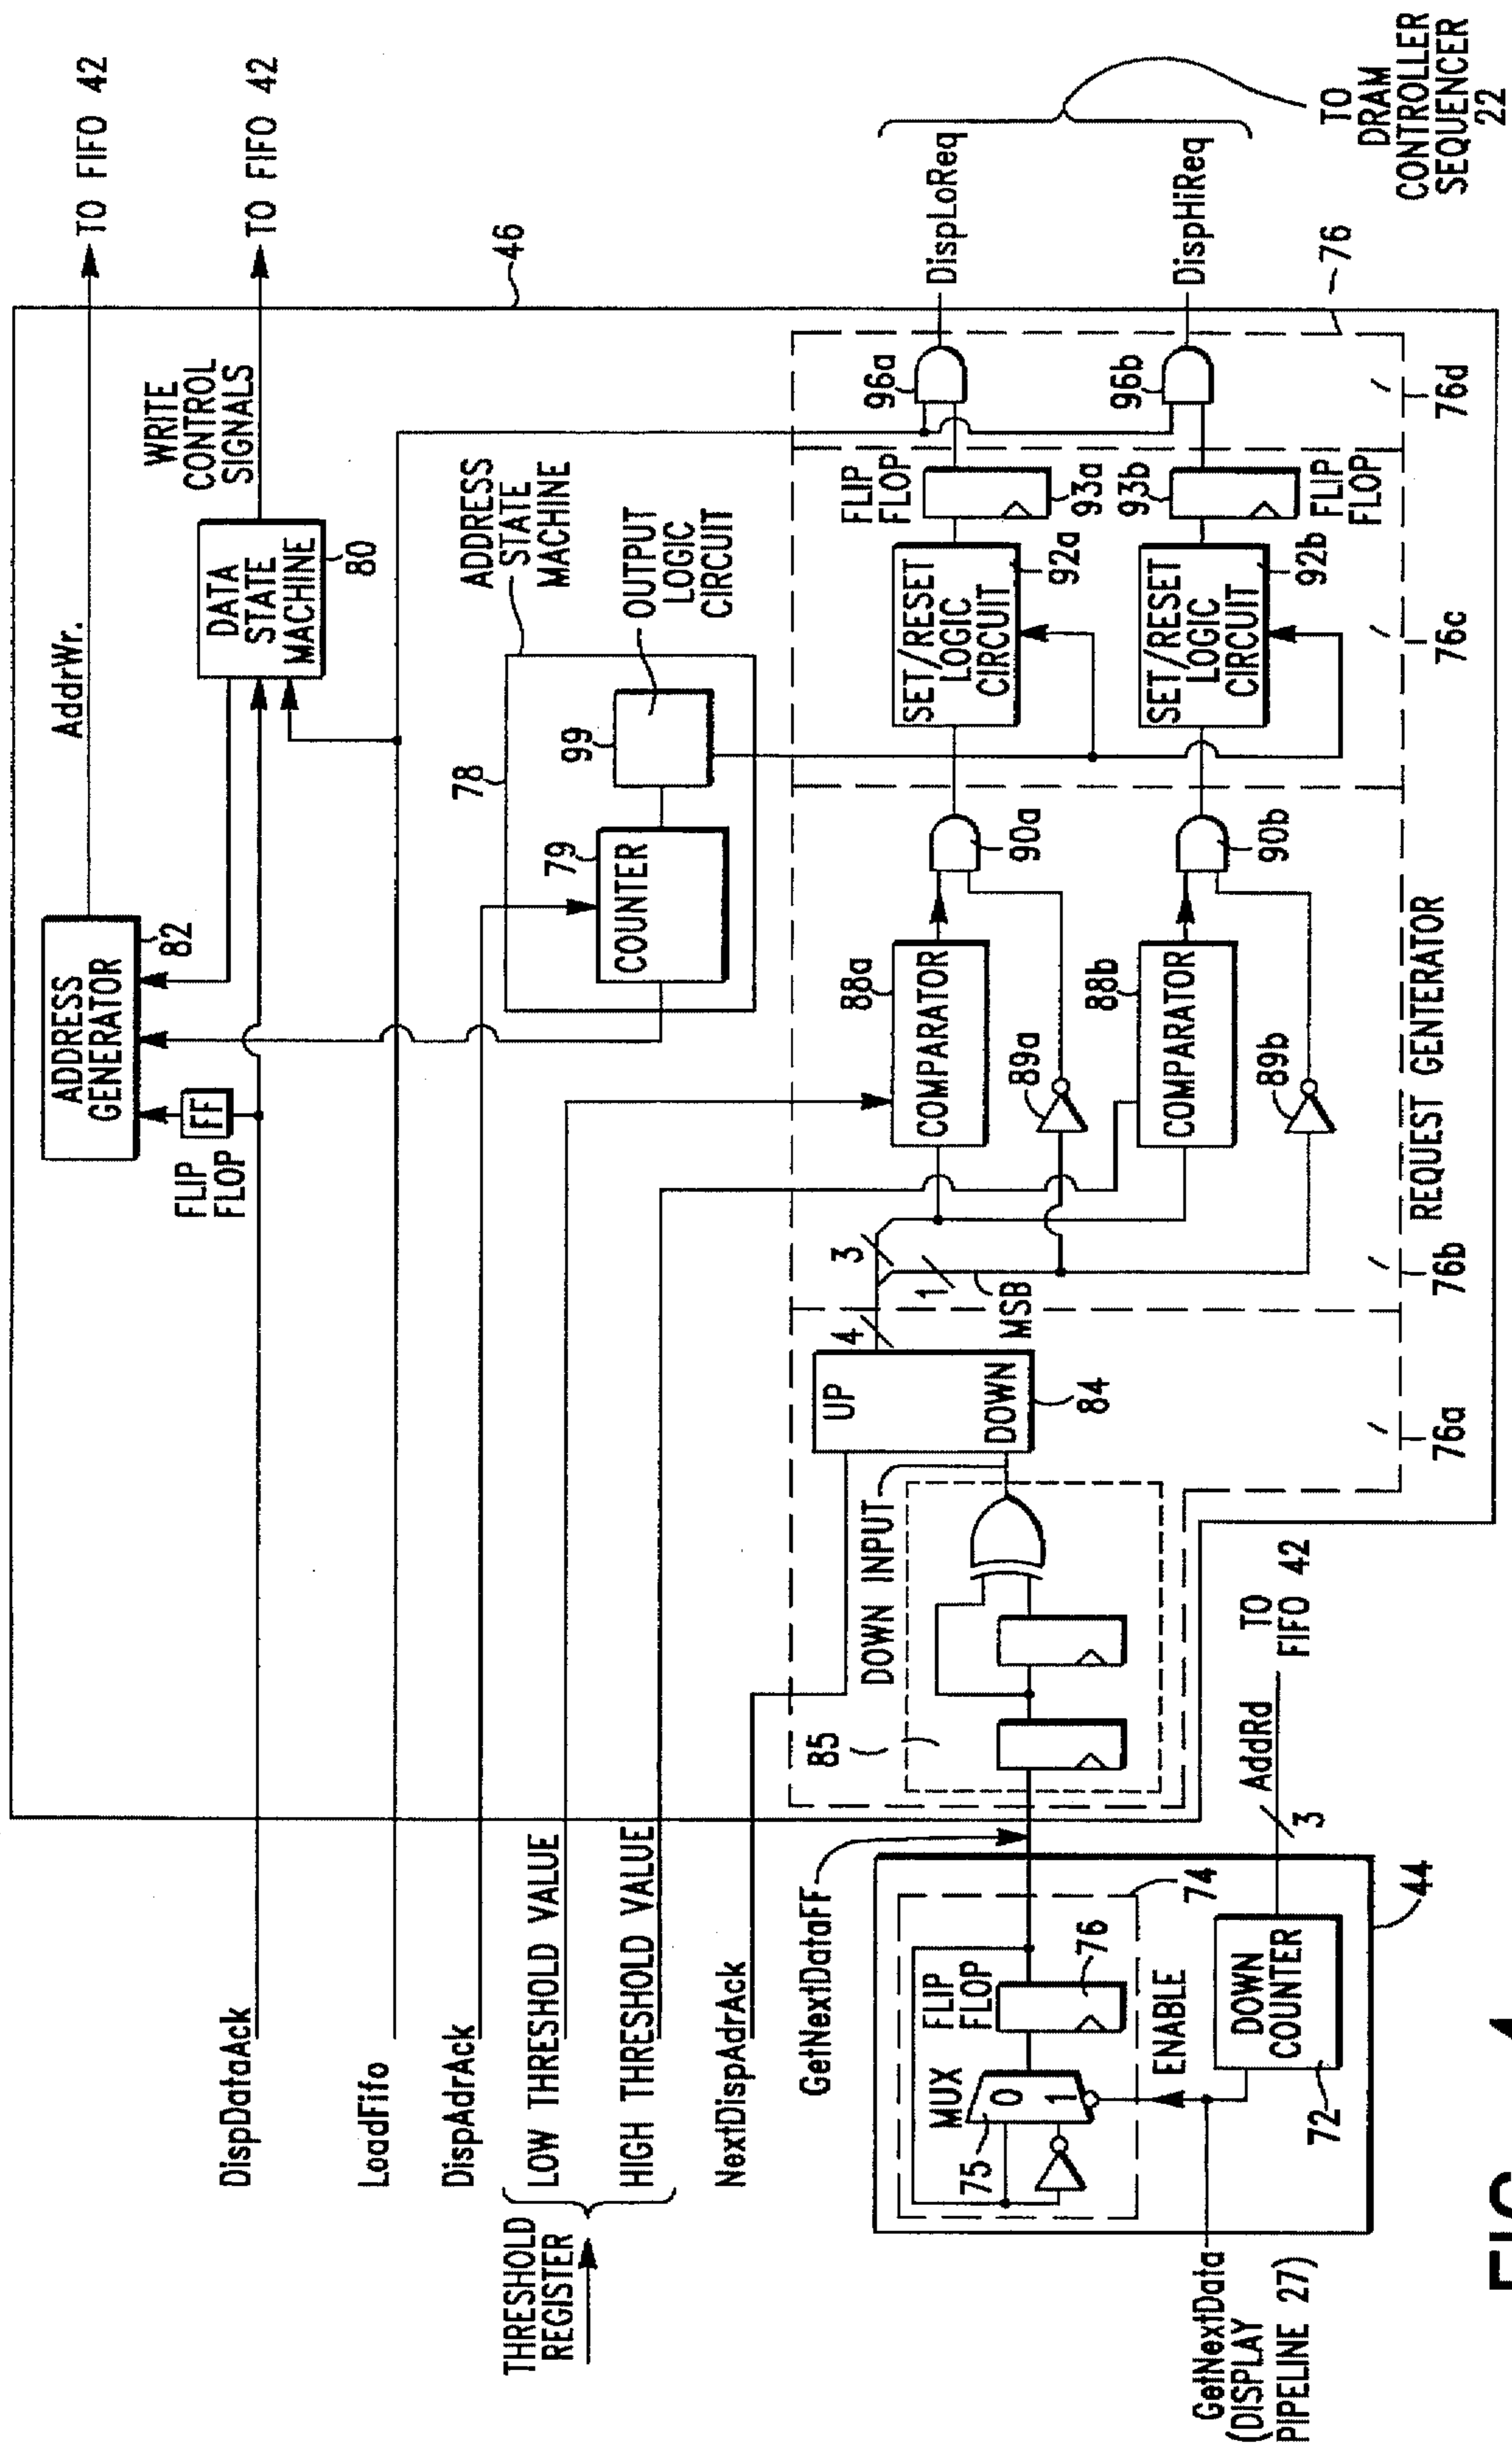 AddrWr.
TO FIFO 42
ADDRESS
GENERATOR
82
FF
FLIP
FLOP
DATA
STATE
MACHINE
80
WRITE
CONTROL
SIGNALS
TO FIFO 42
46
DispDataAck
LoadFifo
DispAdrAck
THRESHOLD
REGISTER
LOW THRESHOLD VALUE
HIGH THRESHOLD VALUE
NextDispAdrAck
78
ADDRESS
STATE
MACHINE
79
COUNTER
99
OUTPUT
LOGIC
CIRCUIT
GetNextDataFF
85
DOWN INPUT
UP
DOWN
84
4
3
1
MSB
88a
COMPARATOR
89a
90a
88b
COMPARATOR
89b
90b
SET/RESET
LOGIC
CIRCUIT
92a
FLIP
FLOP
93a
96a
DispLoReq
SET/RESET
LOGIC
CIRCUIT
92b
93b
FLIP
FLOP
96b
DispHiReq
TO
DRAM
CONTROLLER
SEQUENCER
22
76
76a
76b
76c
76d
REQUEST GENTERATOR
74
MUX
75
0
1
FLIP
FLOP
76
ENABLE
DOWN
COUNTER
72
44
3
AddRd
TO
FIFO 42
GetNextData
(DISPLAY
PIPELINE 27)